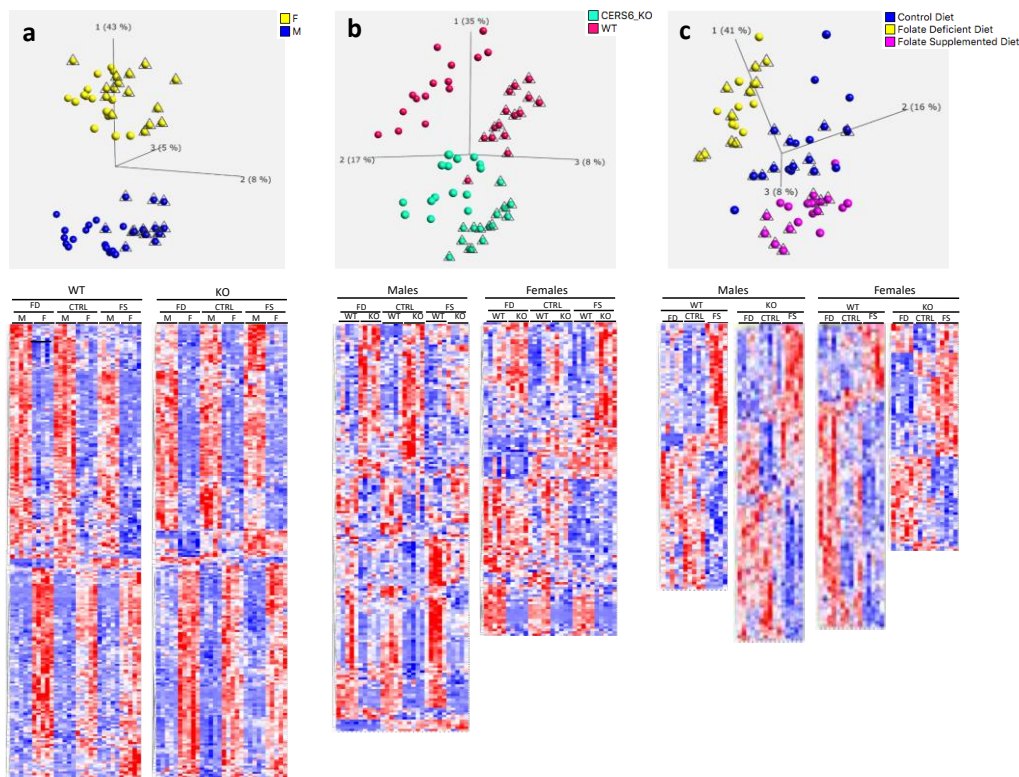 a
F
M
1 (43 %)
3 (5 %)
2 (8 %)
b
CERS6_KO
WT
1 (35 %)
2 (17 %)
3 (8 %)
c
Control Diet
Folate Deficient Diet
Folate Supplemented Diet
1 (41 %)
2 (16 %)
3 (8 %)
WT
FD CTRL FS
M F M F M F
KO
FD CTRL FS
M F M F M F
Males
FD CTRL FS
WT KO WT KO WT KO
Females
FD CTRL FS
WT KO WT KO WT KO
Males
WT KO
FD CTRL FS FD CTRL FS
Females
WT KO
FD CTRL FS FD CTRL FS